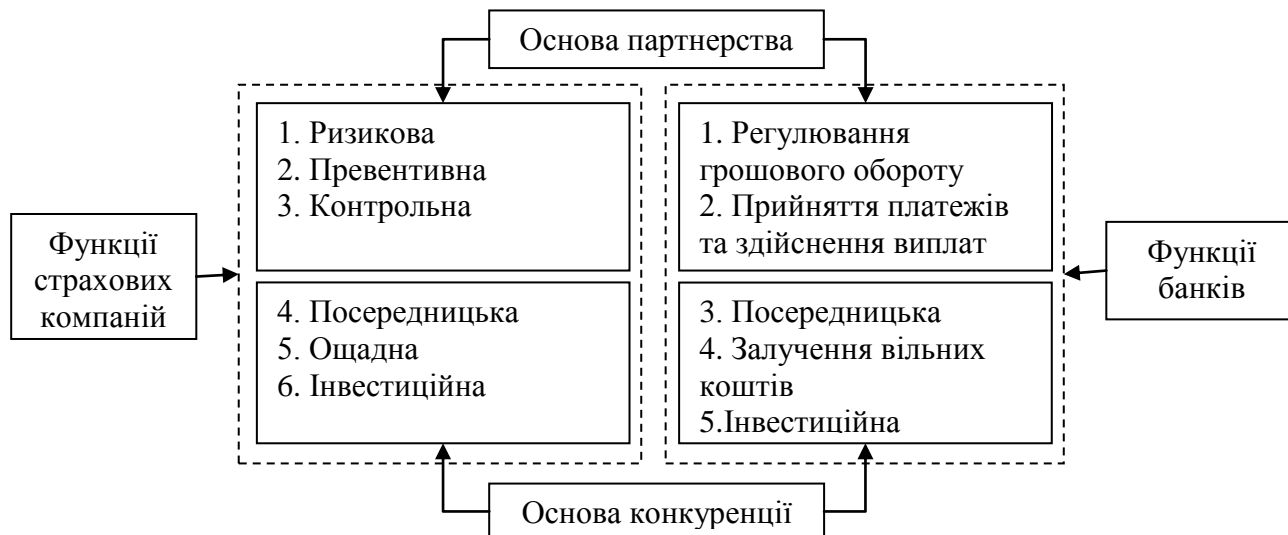 Основа партнерства
1. Ризикова
2. Превентивна
3. Контрольна
1. Регулювання
грошового обороту
2. Прийняття платежів
та здійснення виплат
Функції
страхових
компаній
Функції
банків
4. Посередницька
5. Ощадна
6. Інвестиційна
3. Посередницька
4. Залучення вільних
коштів
5.Інвестиційна
Основа конкуренції